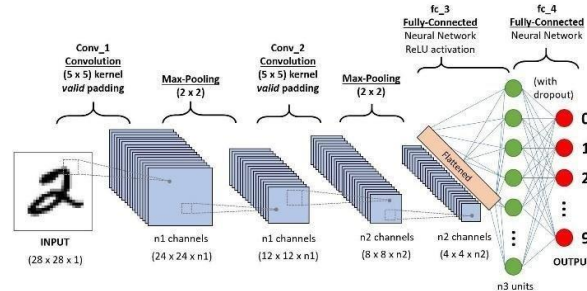 Conv_1
Convolution
(5 x 5) kernel
valid padding
Max-Pooling
(2 x 2)
Conv_2
Convolution
(5 x 5) kernel
valid padding
Max-Pooling
(2 x 2)
fc_3
Fully-Connected
Neural Network
ReLU activation
fc_4
Fully-Connected
Neural Network
(with
dropout)
Flattened
2
0
1
2
9
INPUT
(28 x 28 x 1)
n1 channels
(24 x 24 x n1)
n1 channels
(12 x 12 x n1)
n2 channels
(8 x 8 x n2)
n2 channels
(4 x 4 x n2)
n3 units
OUTPUT